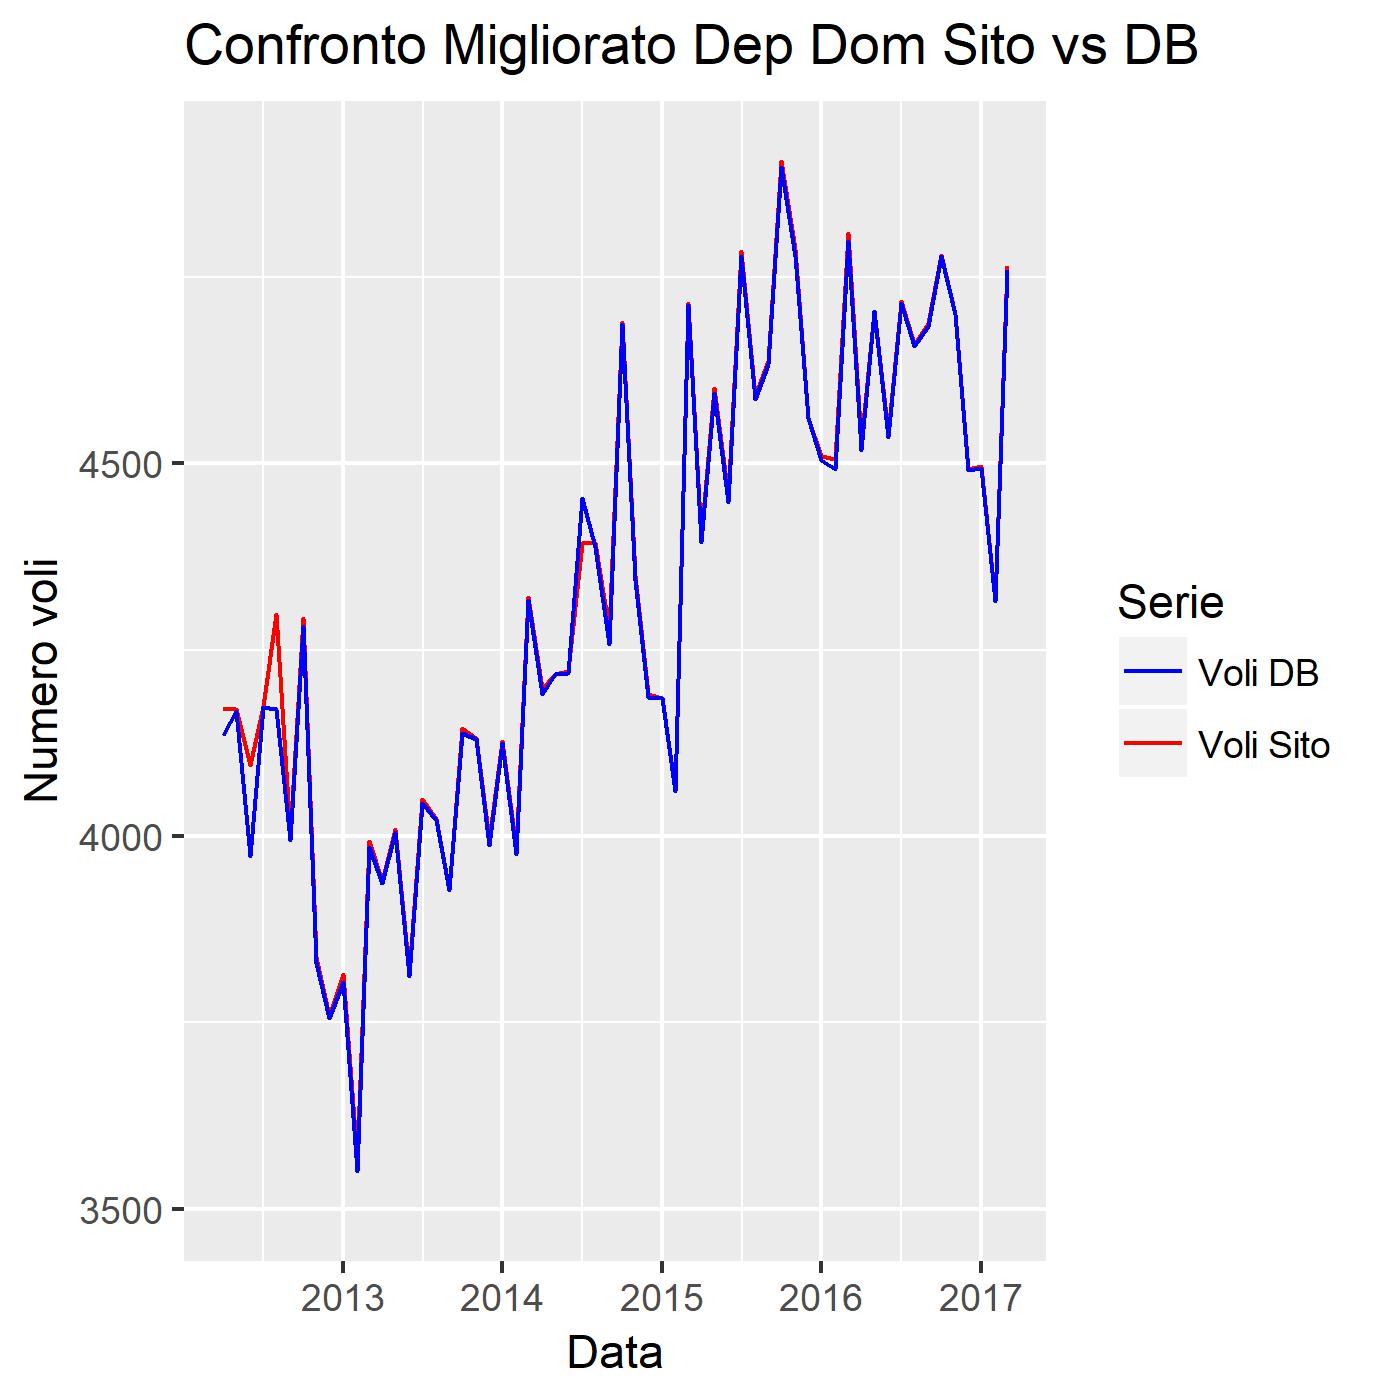 Confronto Migliorato Dep Dom Sito vs DB
Numero voli
4500
4000
3500
2013 2014 2015 2016 2017
Data
Serie
Voli DB
Voli Sito